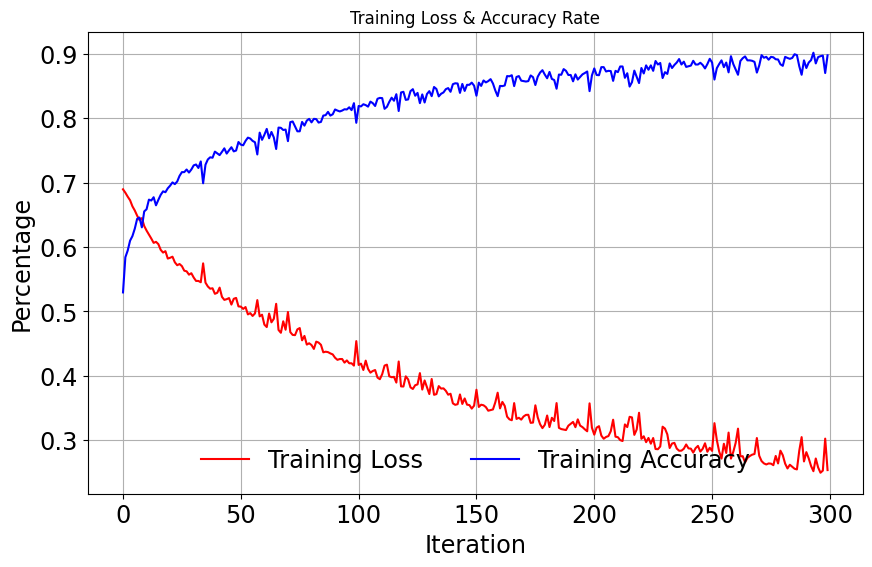 Training Loss & Accuracy Rate
Percentage
0.9
0.8
0.7
0.6
0.5
0.4
0.3
Training Loss
Training Accuracy
0 50 100 150 200 250 300
Iteration